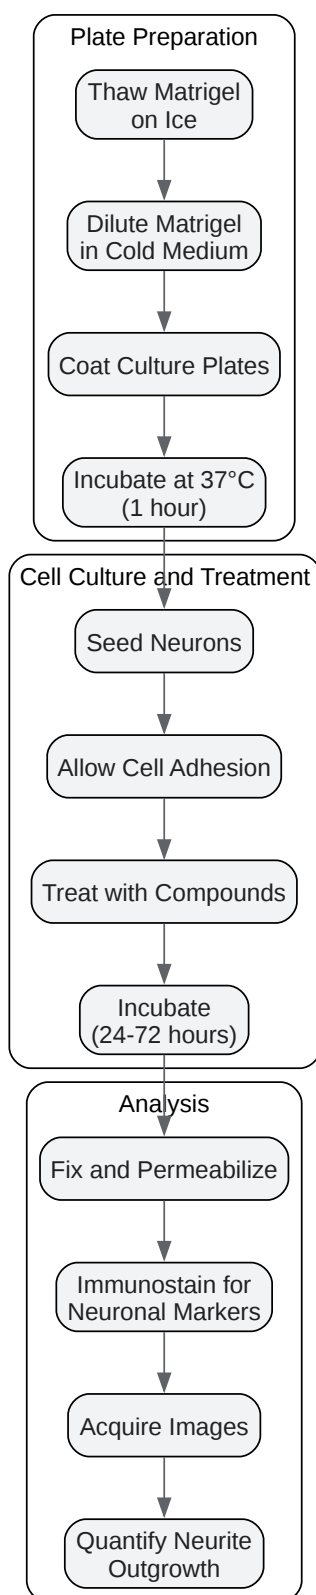 Plate Preparation
Thaw Matrigel
on Ice
Dilute Matrigel
in Cold Medium
Coat Culture Plates
Incubate at 37°C
(1 hour)
Cell Culture and Treatment
Seed Neurons
Allow Cell Adhesion
Treat with Compounds
Incubate
(24-72 hours)
Analysis
Fix and Permeabilize
Immunostain for
Neuronal Markers
Acquire Images
Quantify Neurite
Outgrowth